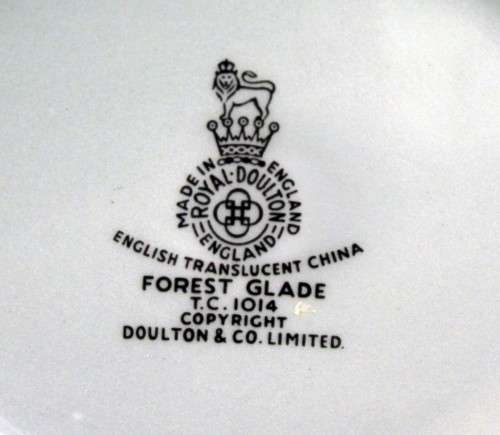 MADE IN ENGLAND
ROYAL·DOULTON
ENGLAND
ENGLISH TRANSLUCENT CHINA
FOREST GLADE
T.C. 1014
COPYRIGHT
DOULTON & CO. LIMITED.